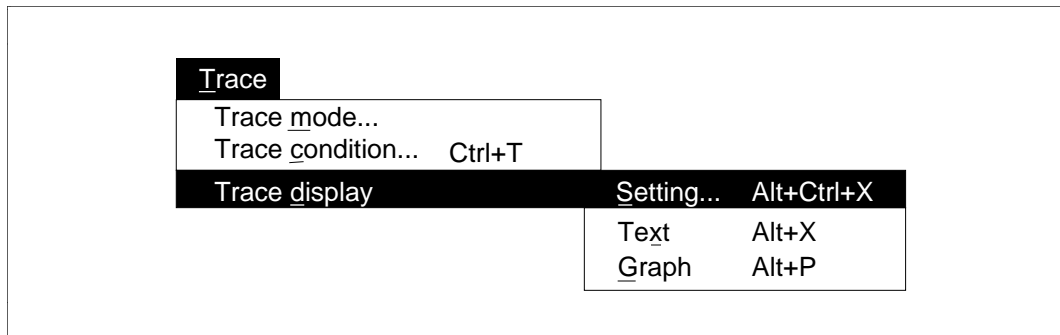 Trace
Trace mode...
Trace condition... Ctrl+T
Trace display Setting... Alt+Ctrl+X
Text Alt+X
Graph Alt+P